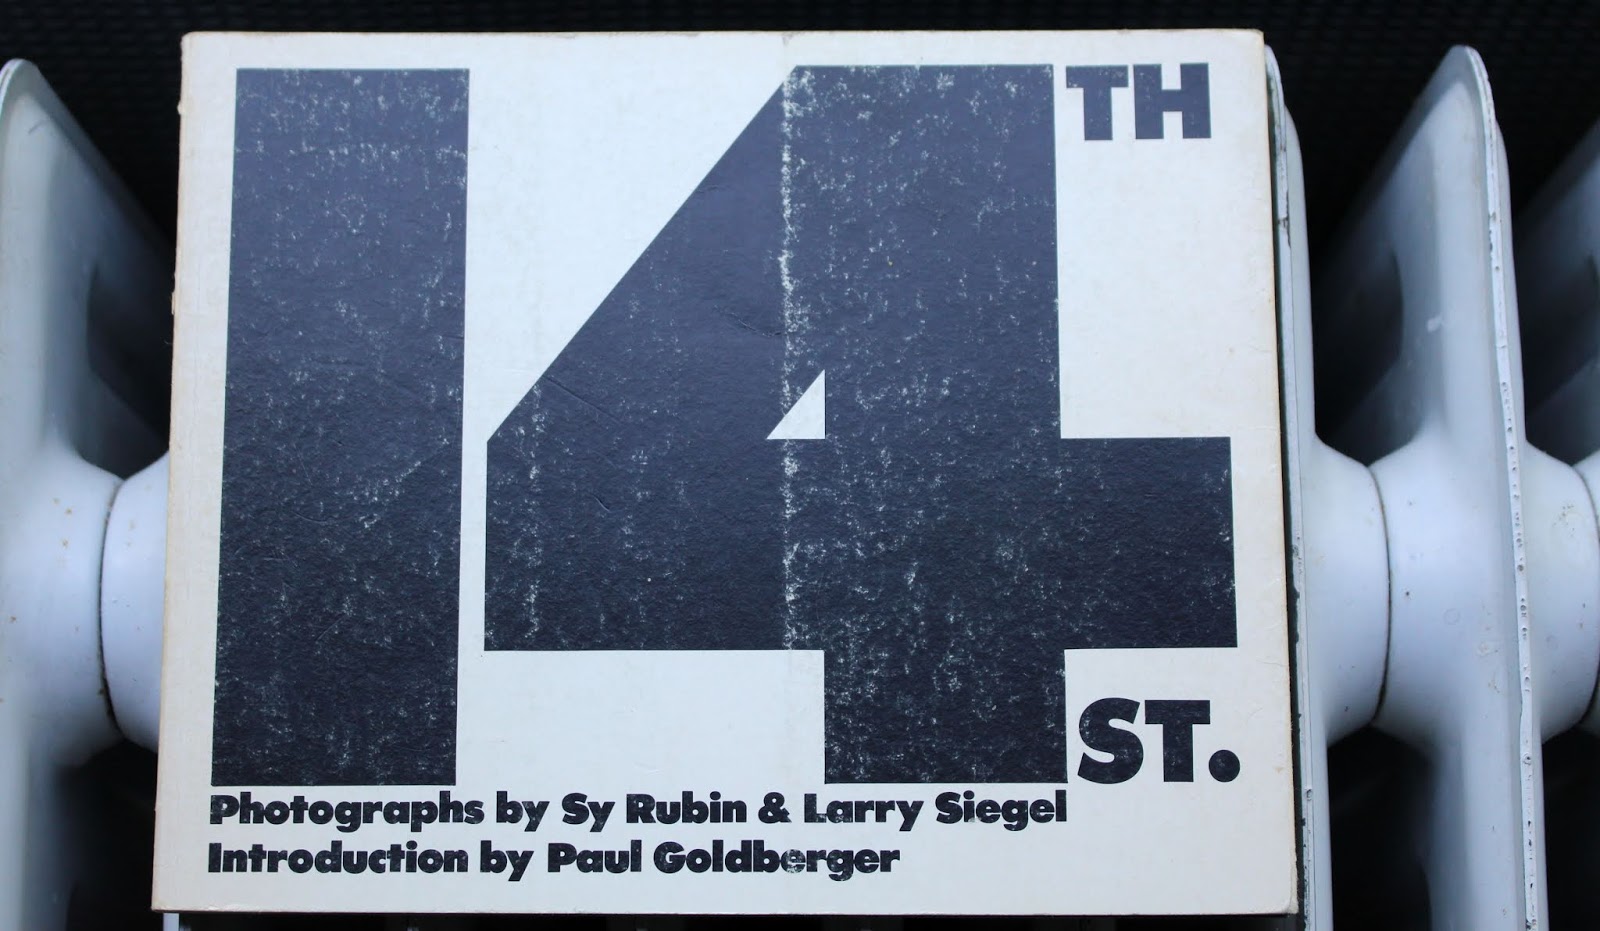 14TH
ST.
Photographs by Sy Rubin & Larry Siegel
Introduction by Paul Goldberger